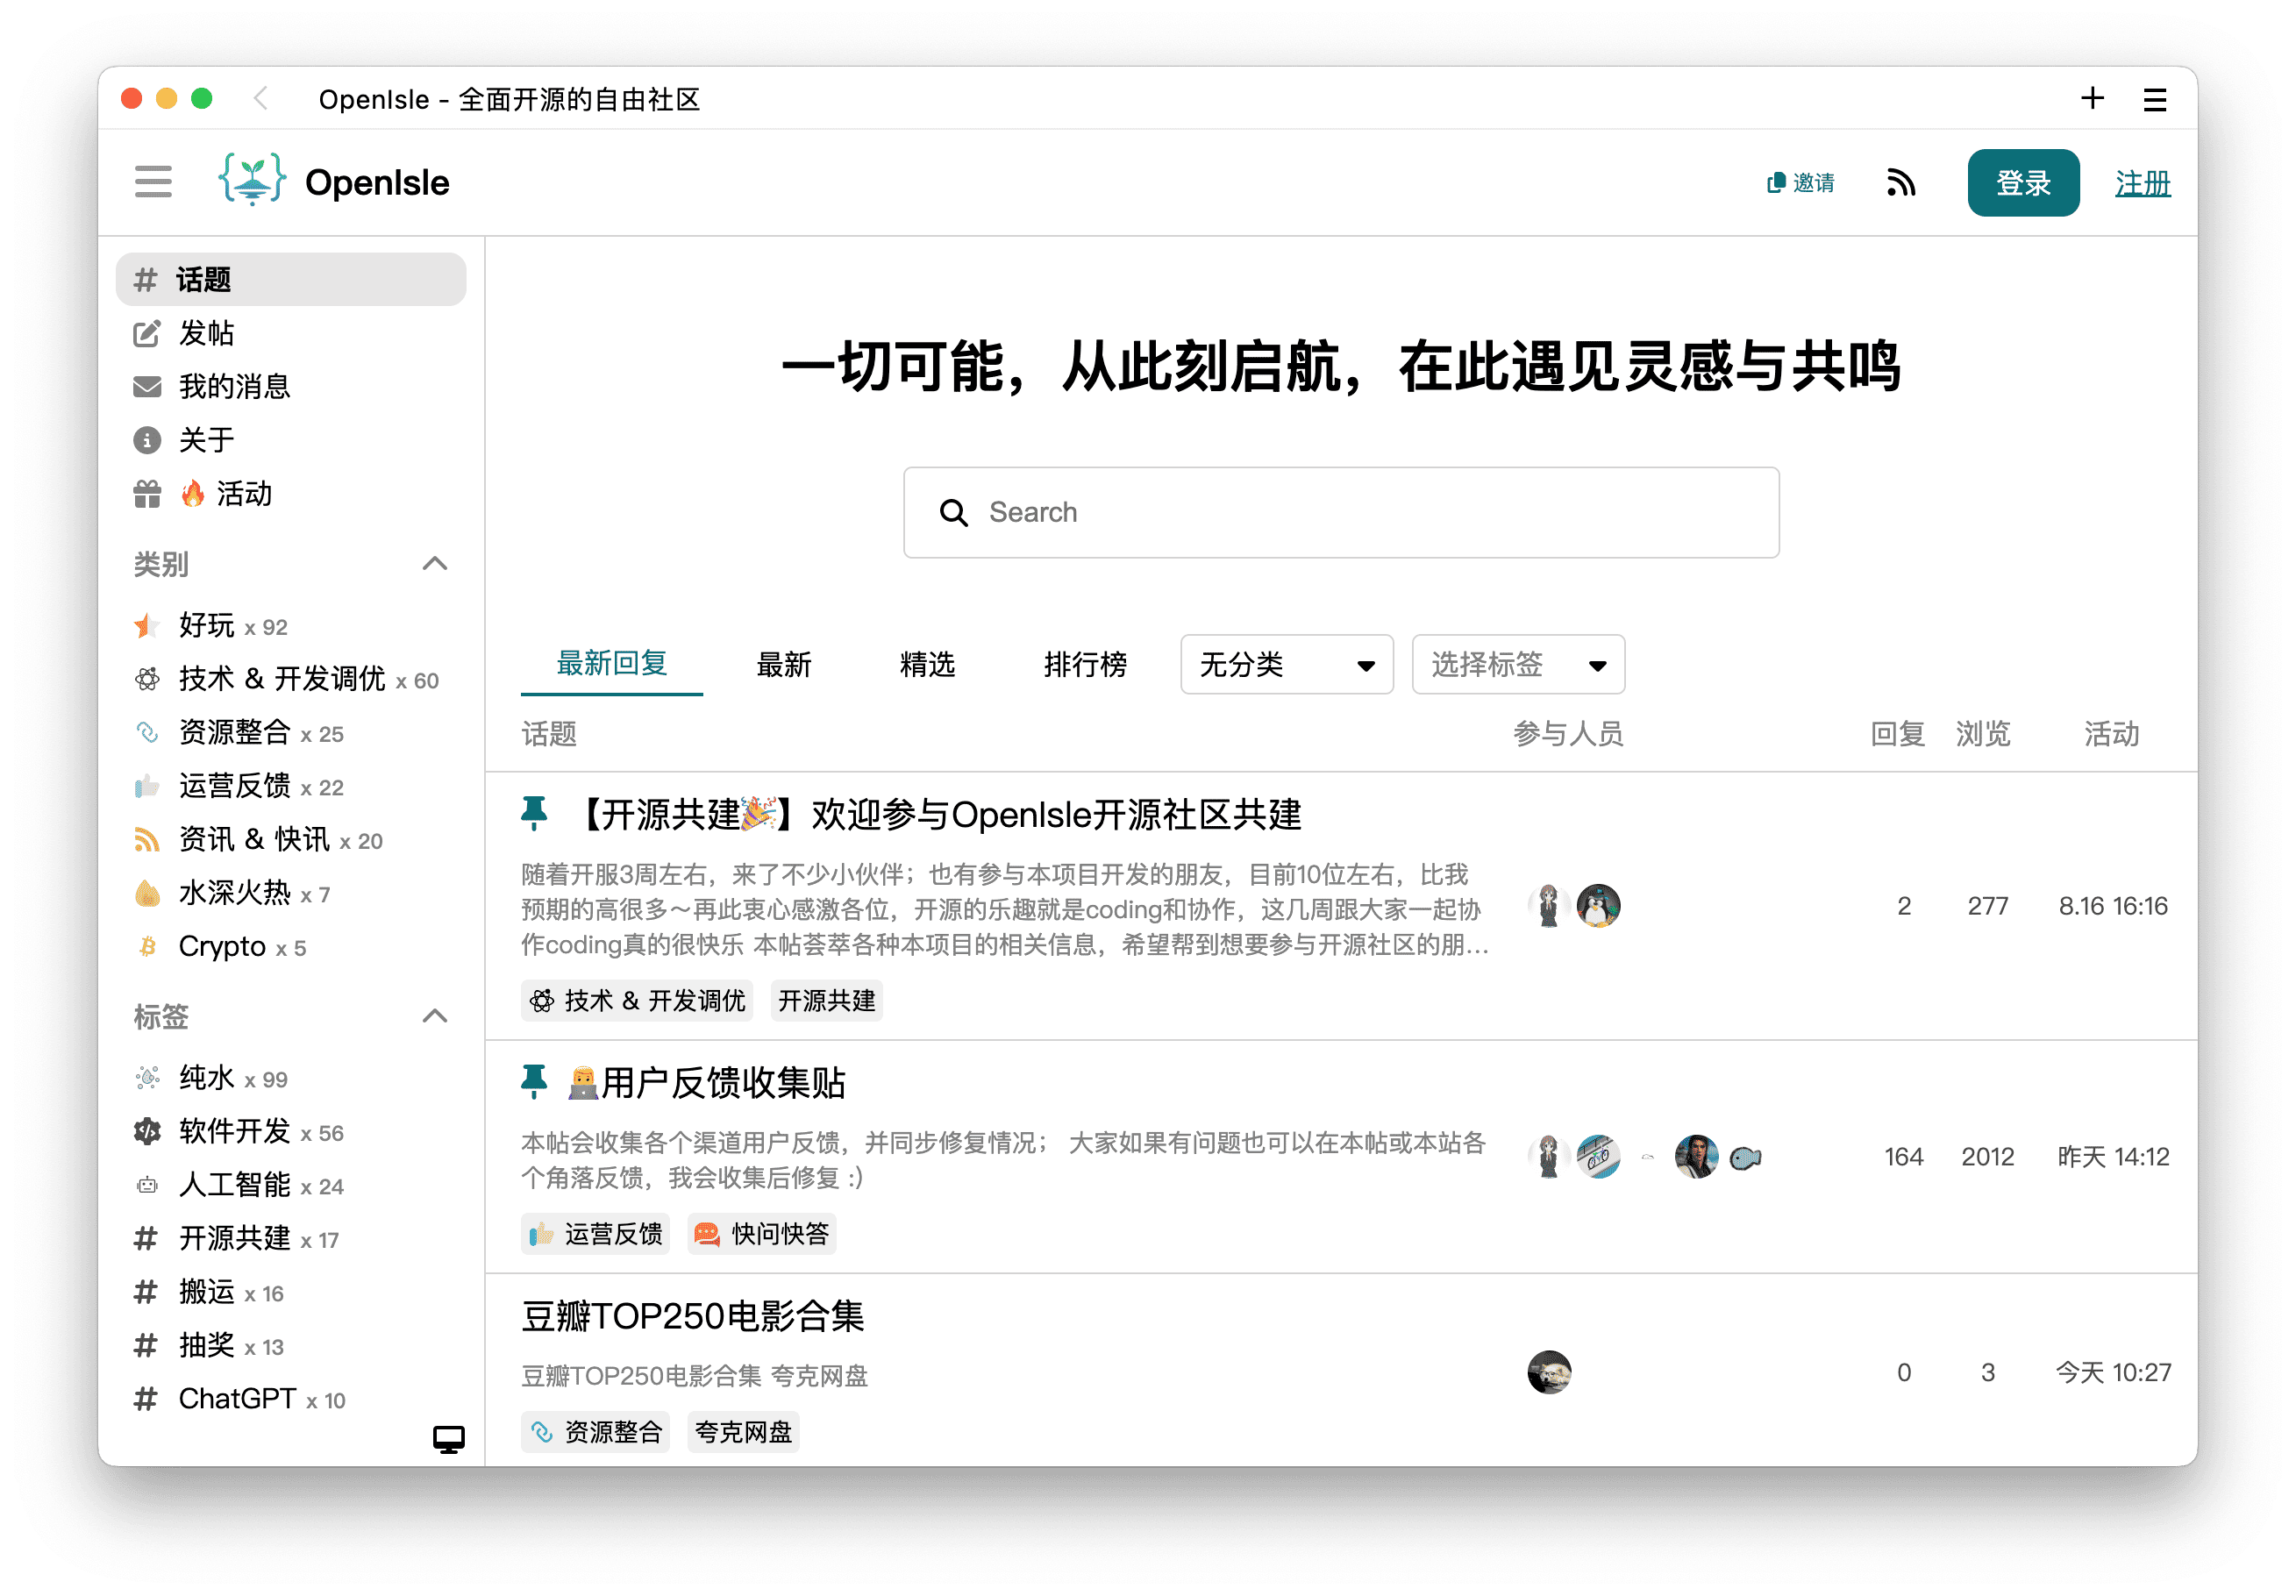 OpenIsle - 全面开源的自由社区
OpenIsle
邀请
登录
注册
话题
发帖
我的消息
关于
🔥 活动
类别
好玩 x 92
技术 & 开发调优 x 60
资源整合 x 25
运营反馈 x 22
资讯 & 快讯 x 20
水深火热 x 7
Crypto x 5
标签
纯水 x 99
软件开发 x 56
人工智能 x 24
# 开源共建 x 17
# 搬运 x 16
# 抽奖 x 13
# ChatGPT x 10
一切可能，从此刻启航，在此遇见灵感与共鸣
Search
最新回复 最新 精选 排行榜 无分类 选择标签
话题 参与人员 回复 浏览 活动
【开源共建🎉】欢迎参与OpenIsle开源社区共建
随着开服3周左右，来了不少小伙伴；也有参与本项目开发的朋友，目前10位左右，比我
预期的高很多～再此衷心感激各位，开源的乐趣就是coding和协作，这几周跟大家一起协
作coding真的很快乐 本帖荟萃各种本项目的相关信息，希望帮到想要参与开源社区的朋…
2 277 8.16 16:16
技术 & 开发调优 开源共建
👨‍💻用户反馈收集贴
本帖会收集各个渠道用户反馈，并同步修复情况； 大家如果有问题也可以在本帖或本站各
个角落反馈，我会收集后修复 :)
164 2012 昨天 14:12
运营反馈 快问快答
豆瓣TOP250电影合集
豆瓣TOP250电影合集 夸克网盘
0 3 今天 10:27
资源整合 夸克网盘